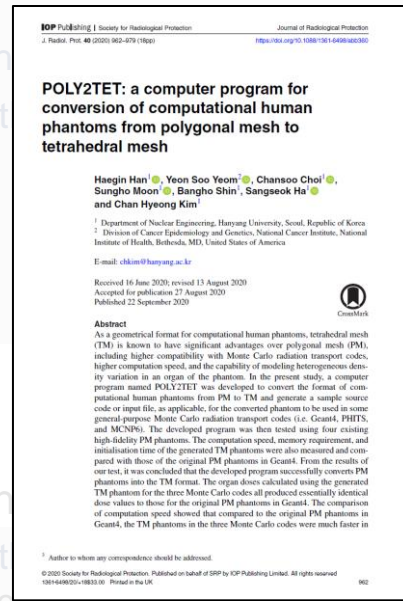 IOP Publishing | Society for Radiological Protection
Journal of Radiological Protection
J. Radiol. Prot. 40 (2020) 962–979 (18pp)
https://doi.org/10.1088/1361-6498/abb360
POLY2TET: a computer program for
conversion of computational human
phantoms from polygonal mesh to
tetrahedral mesh
Haegin Han1, Yeon Soo Yeom2, Chansoo Choi1,
Sungho Moon1, Bangho Shin1, Sangseok Ha1
and Chan Hyeong Kim1
1 Department of Nuclear Engineering, Hanyang University, Seoul, Republic of Korea
2 Division of Cancer Epidemiology and Genetics, National Cancer Institute, National
Institute of Health, Bethesda, MD, United States of America
E-mail: chkim@hanyang.ac.kr
Received 16 June 2020; revised 13 August 2020
Accepted for publication 27 August 2020
Published 22 September 2020
CrossMark
Abstract
As a geometrical format for computational human phantoms, tetrahedral mesh
(TM) is known to have significant advantages over polygonal mesh (PM),
including higher compatibility with Monte Carlo radiation transport codes,
higher computation speed, and the capability of modeling heterogeneous den-
sity variation in an organ of the phantom. In the present study, a computer
program named POLY2TET was developed to convert the format of com-
putational human phantoms from PM to TM and generate a sample source
code or input file, as applicable, for the converted phantom to be used in some
general-purpose Monte Carlo radiation transport codes (i.e. Geant4, PHITS,
and MCNP6). The developed program was then tested using four existing
high-fidelity PM phantoms. The computation speed, memory requirement, and
initialisation time of the generated TM phantoms were also measured and com-
pared with those of the original PM phantoms in Geant4. From the results of
our test, it was concluded that the developed program successfully converts PM
phantoms into the TM format. The organ doses calculated using the generated
TM phantom for the three Monte Carlo codes all produced essentially identical
dose values to those for the original PM phantoms in Geant4. The comparison
of computation speed showed that compared to the original PM phantoms in
Geant4, the TM phantoms in the three Monte Carlo codes were much faster in
Author to whom any correspondence should be addressed.
© 2020 Society for Radiological Protection. Published on behalf of SRP by IOP Publishing Limited. All rights reserved
Printed in the UK
962